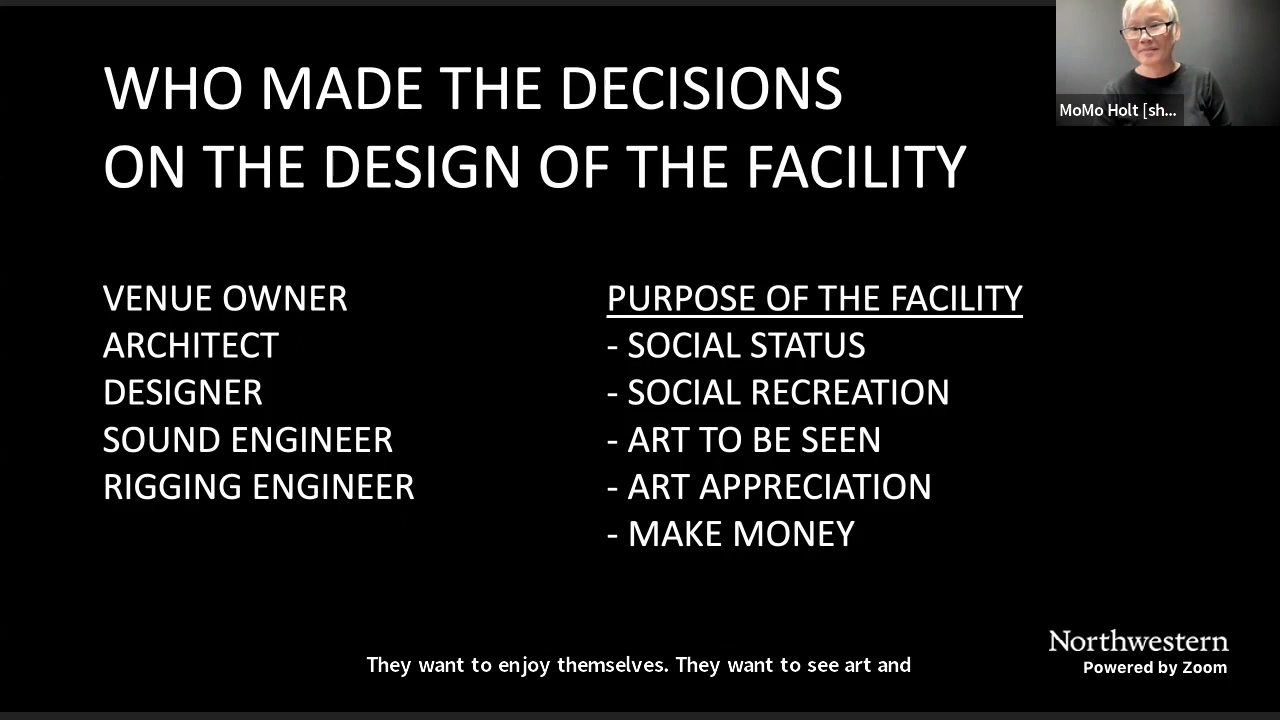 WHO MADE THE DECISIONS
ON THE DESIGN OF THE FACILITY
MoMo Holt [sh...
VENUE OWNER
ARCHITECT
DESIGNER
SOUND ENGINEER
RIGGING ENGINEER
PURPOSE OF THE FACILITY
- SOCIAL STATUS
- SOCIAL RECREATION
- ART TO BE SEEN
- ART APPRECIATION
- MAKE MONEY
They want to enjoy themselves. They want to see art and
Northwestern
Powered by Zoom